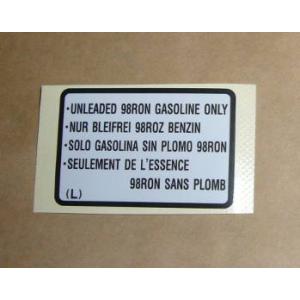 ·UNLEADED 98RON GASOLINE ONLY
·NUR BLEIFREI 98ROZ BENZIN
·SOLO GASOLINA SIN PLOMO 98RON
·SEULEMENT DE L'ESSENCE
98RON SANS PLOMB
(L)